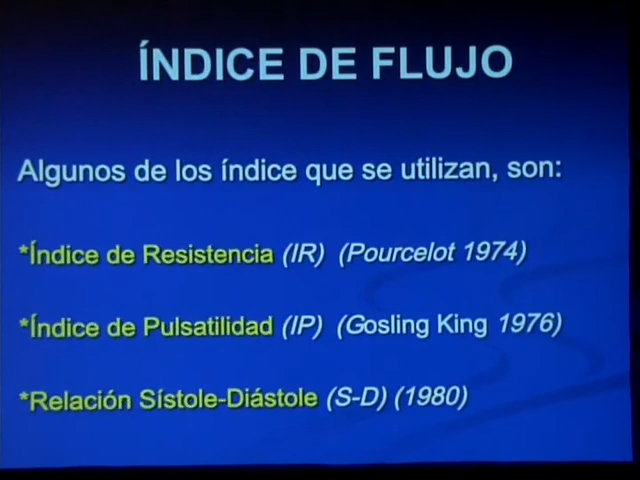 ÍNDICE DE FLUJO
Algunos de los índice que se utilizan, son:
*Índice de Resistencia (IR) (Pourcelot 1974)
*Índice de Pulsatilidad (IP) (Gosling King 1976)
*Relación Sístole-Diástole (S-D) (1980)